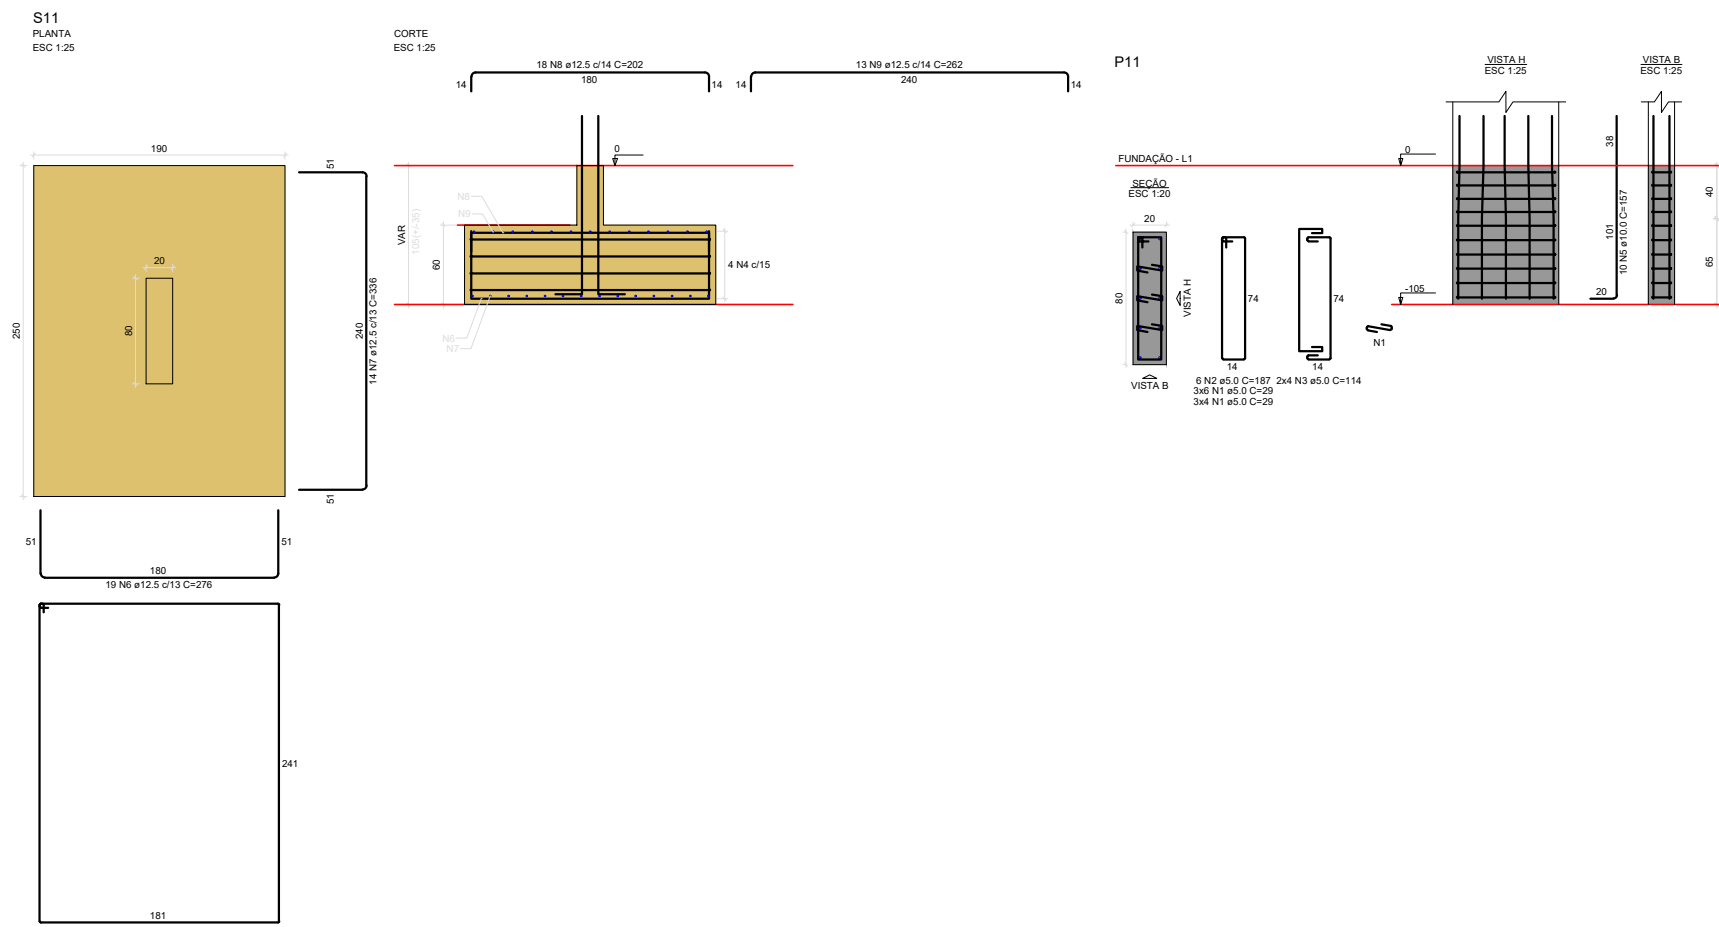 S11
PLANTA
ESC 1:25
190
250
20
80
51
240
14 N7 ø12.5 c/13 C=336
51
51
51
180
19 N6 ø12.5 c/13 C=276
241
181
CORTE
ESC 1:25
18 N8 ø12.5 c/14 C=202
14
180
14
13 N9 ø12.5 c/14 C=262
14
240
14
0
VAR
105(+/-35)
60
N8
N9
4 N4 c/15
N6
N7
P11
VISTA H
ESC 1:25
VISTA B
ESC 1:25
FUNDAÇÃO - L1
0
SEÇÃO
ESC 1:20
20
80
VISTA H
VISTA B
74
14
6 N2 ø5.0 C=187
3x6 N1 ø5.0 C=29
3x4 N1 ø5.0 C=29
74
14
2x4 N3 ø5.0 C=114
N1
-105
38
101
10 N5 ø10.0 C=157
20
40
65